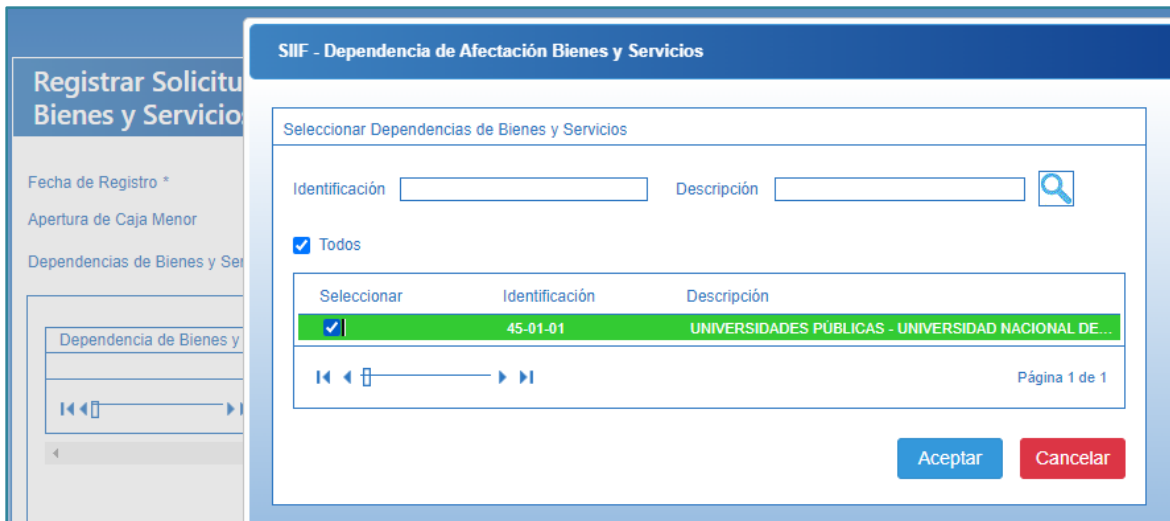 SIIF - Dependencia de Afectación Bienes y Servicios
Registrar Solicitu
Bienes y Servicio
Fecha de Registro *
Apertura de Caja Menor
Dependencias de Bienes y Ser
Dependencia de Bienes y
Seleccionar Dependencias de Bienes y Servicios
Identificación Descripción
Todos
Seleccionar Identificación Descripción
45-01-01 UNIVERSIDADES PÚBLICAS - UNIVERSIDAD NACIONAL DE...
Página 1 de 1
Aceptar Cancelar